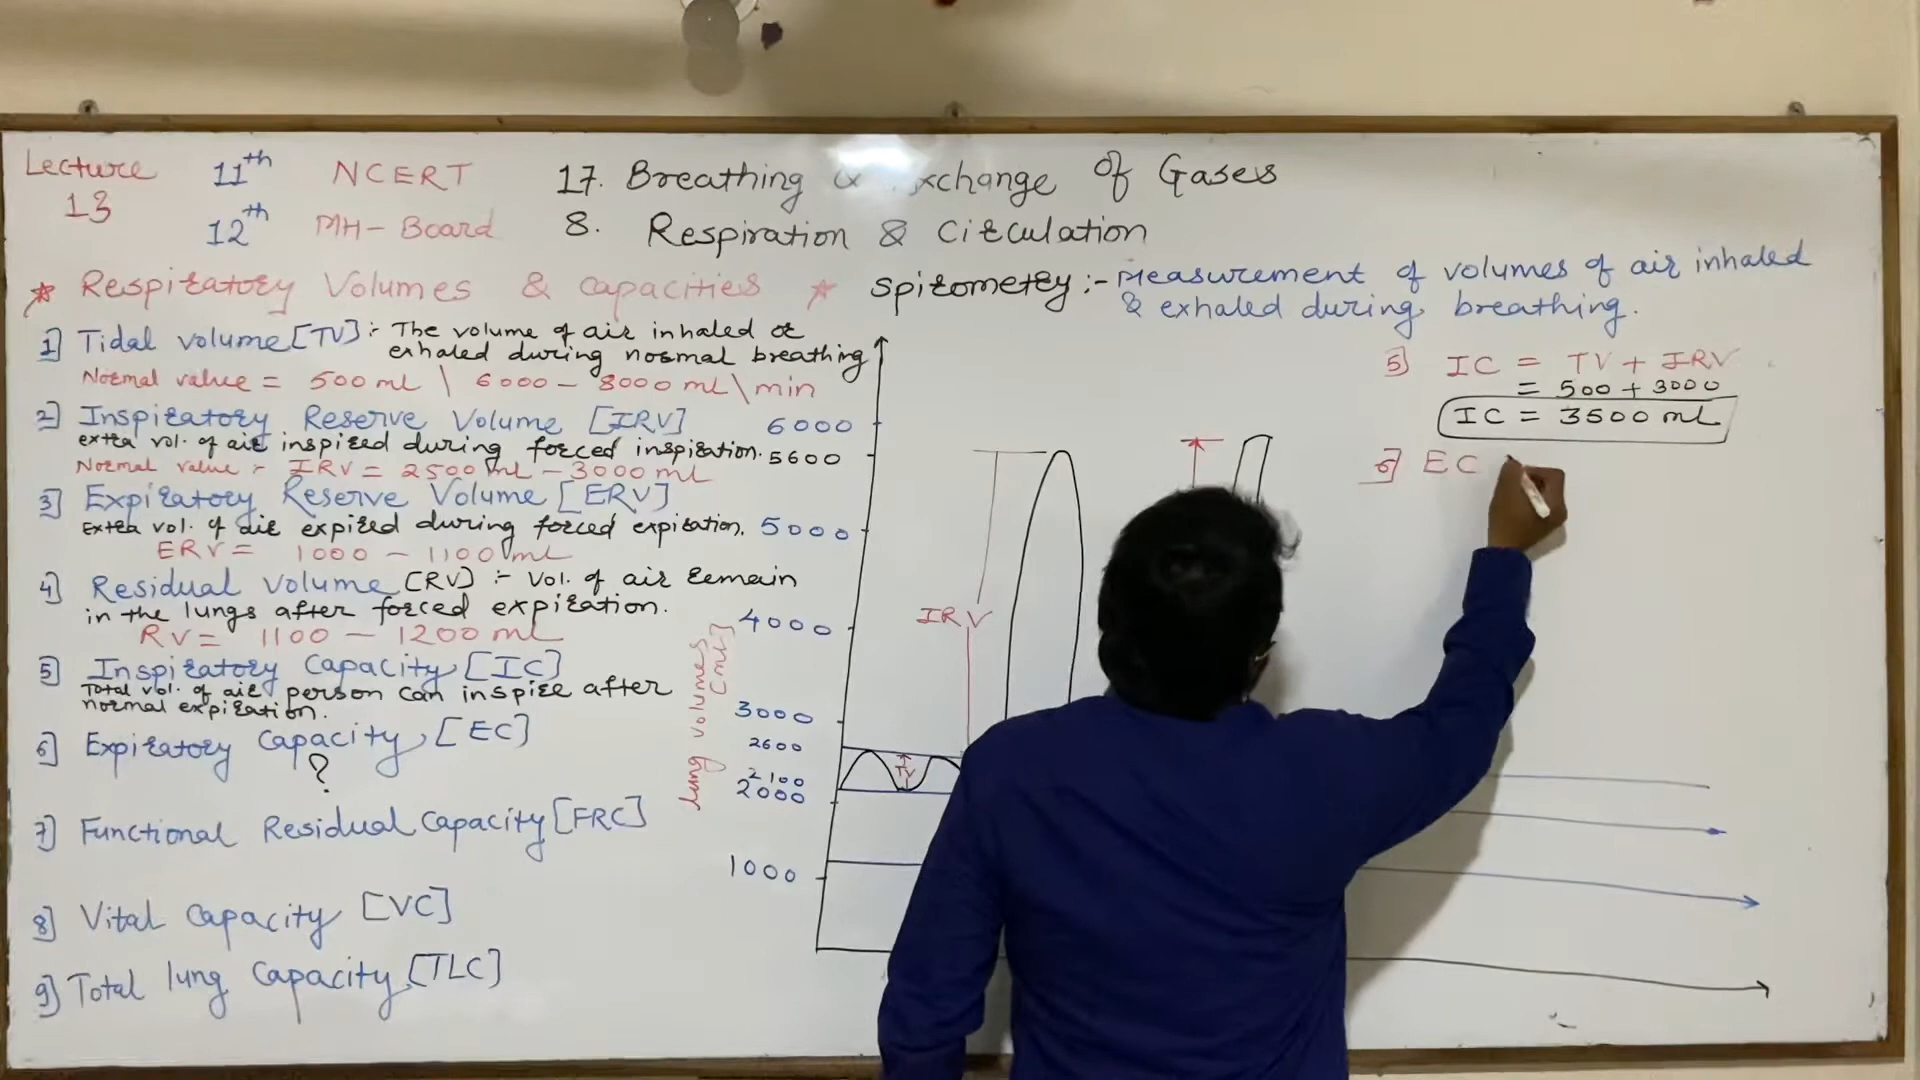 Lecture 13
11th NCERT 17. Breathing & Exchange of Gases
12th MH-Board 8. Respiration & Circulation
* Respiratory Volumes & Capacities *
Spirometry :- Measurement of volumes of air inhaled
& exhaled during breathing.
1] Tidal volume [TV] :- The volume of air inhaled or
exhaled during normal breathing
Normal value = 500 ml \ 6000 - 8000 ml \ min
2] Inspiratory Reserve Volume [IRV]
extra vol. of air inspired during forced inspiration.
Normal value :- IRV = 2500 ml - 3000 ml
3] Expiratory Reserve Volume [ERV]
Extra vol. of air expired during forced expiration.
ERV = 1000 - 1100 ml
4] Residual Volume [RV] :- Vol. of air remain
in the lungs after forced expiration.
RV = 1100 - 1200 ml
5] Inspiratory Capacity [IC]
Total vol. of air person can inspire after
normal expiration.
6] Expiratory Capacity [EC]
?
7] Functional Residual Capacity [FRC]
8] Vital Capacity [VC]
9] Total lung Capacity [TLC]
lung volumes
[ml]
6000
5600
5000
4000
3000
2600
2100
2000
1000
IRV
TV
5] IC = TV + IRV
= 500 + 3000
IC = 3500 ml
6] EC